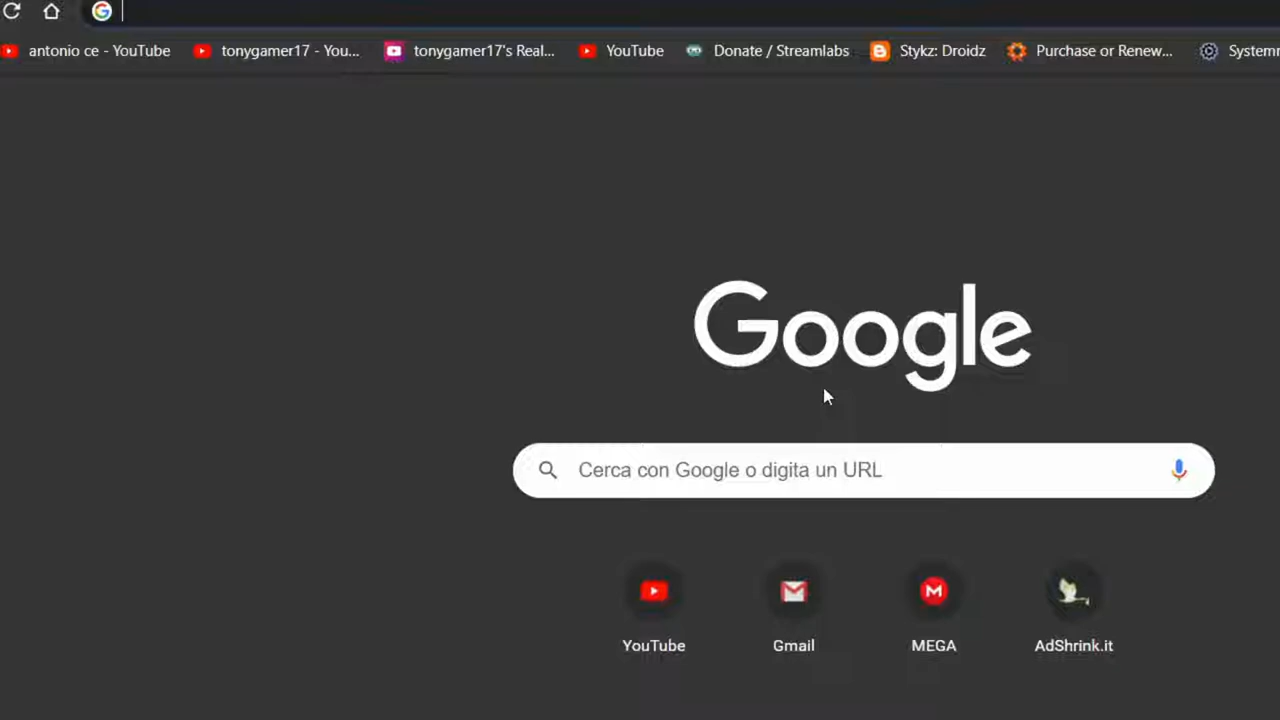 antonio ce - YouTube tonygamer17 - You... tonygamer17's Real... YouTube Donate / Streamlabs Stykz: Droidz Purchase or Renew... System
Google
Cerca con Google o digita un URL
YouTube Gmail MEGA AdShrink.it